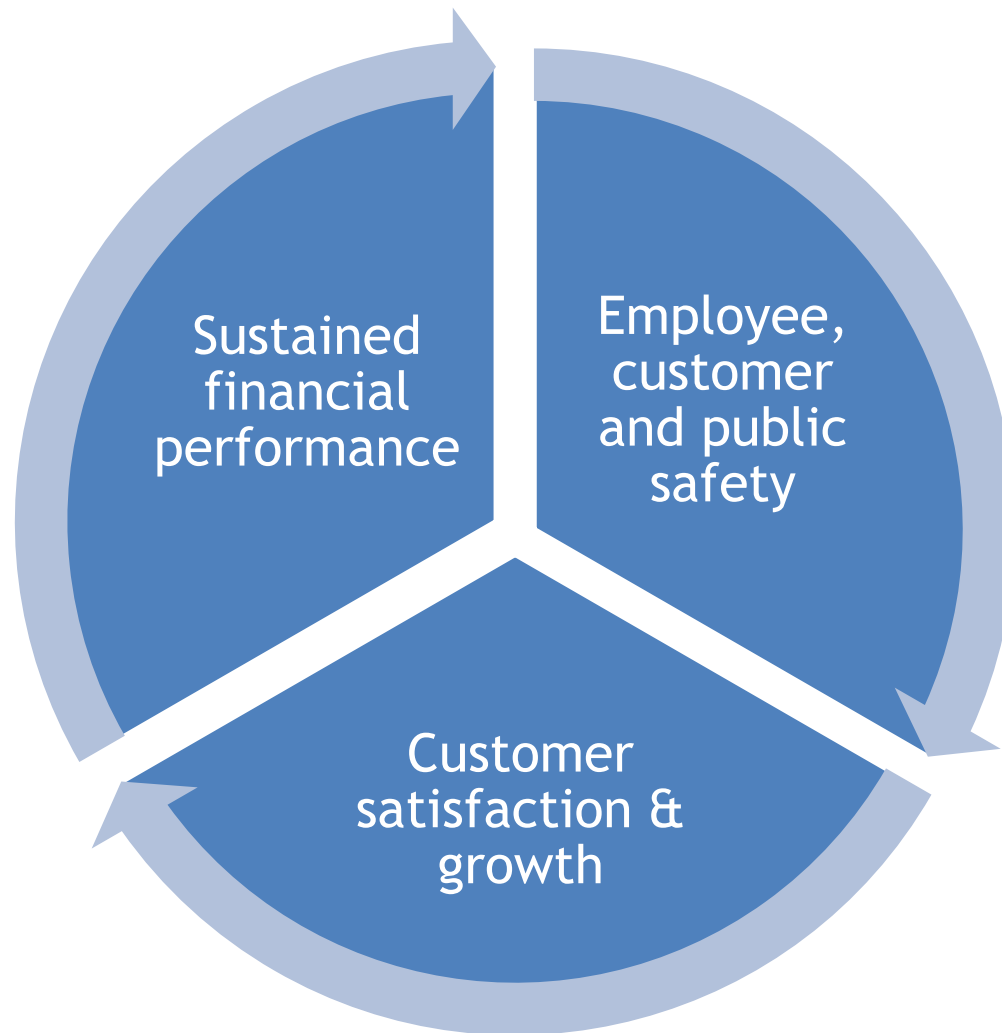 Sustained
financial
performance
Employee,
customer
and public
safety
Customer
satisfaction &
growth